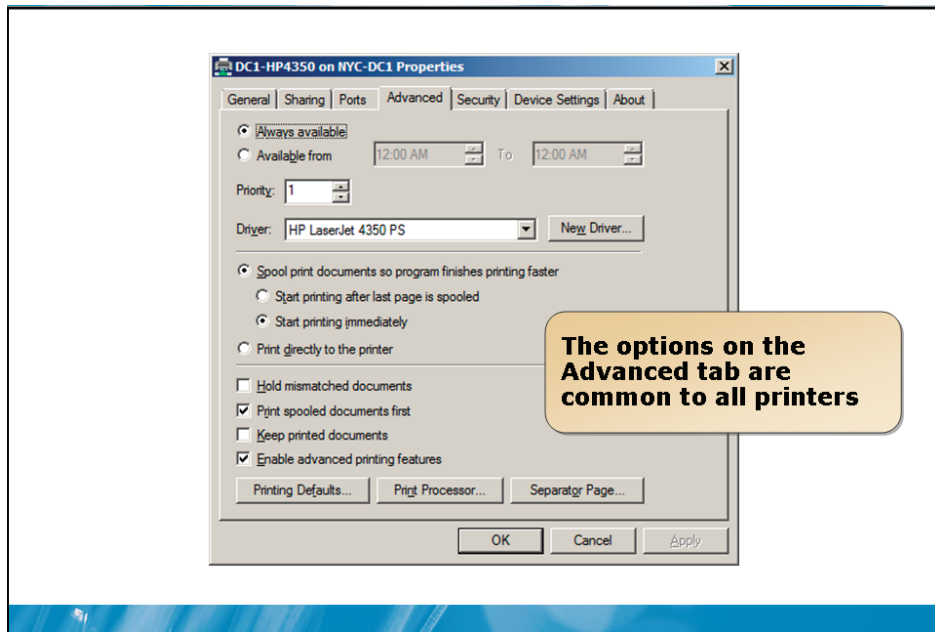 DC1-HP4350 on NYC-DC1 Properties
General Sharing Ports Advanced Security Device Settings About
Always available
Available from 12:00 AM To 12:00 AM
Priority: 1
Driver: HP LaserJet 4350 PS New Driver...
Spool print documents so program finishes printing faster
Start printing after last page is spooled
Start printing immediately
Print directly to the printer
The options on the
Advanced tab are
common to all printers
Hold mismatched documents
Print spooled documents first
Keep printed documents
Enable advanced printing features
Printing Defaults... Print Processor... Separator Page...
OK Cancel Apply